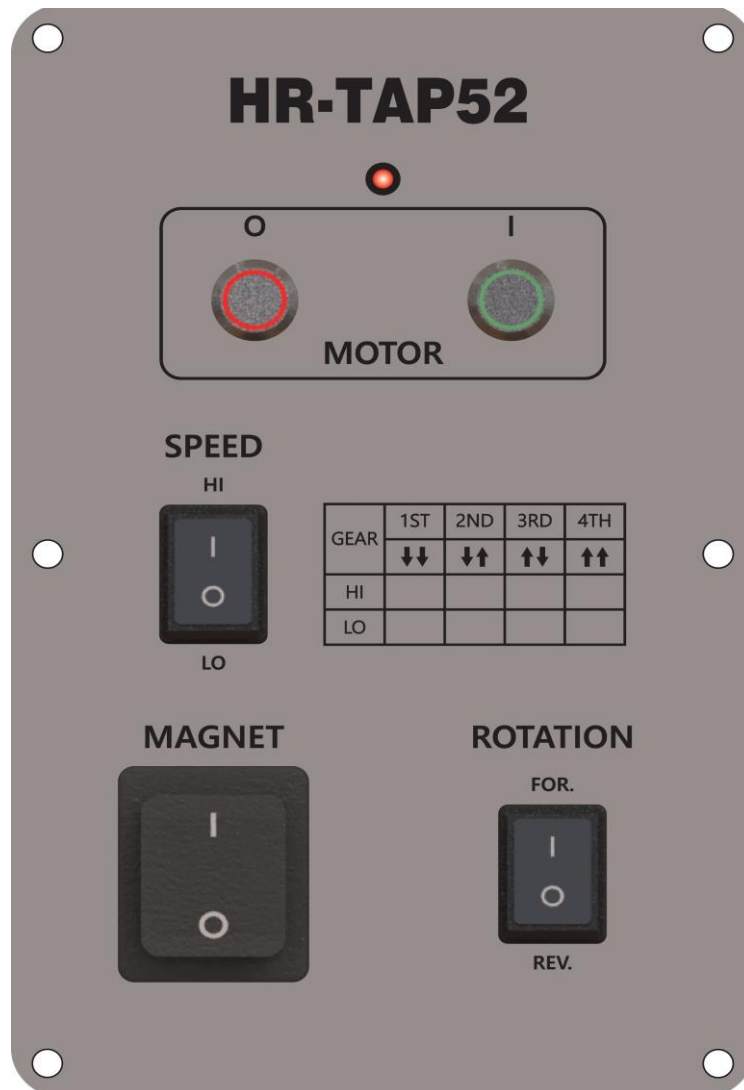 HR-TAP52
O I
MOTOR
SPEED
HI
I
O
LO
GEAR 1ST 2ND 3RD 4TH
↓↓ ↓↑ ↑↓ ↑↑
HI
LO
MAGNET
I
O
ROTATION
FOR.
I
O
REV.